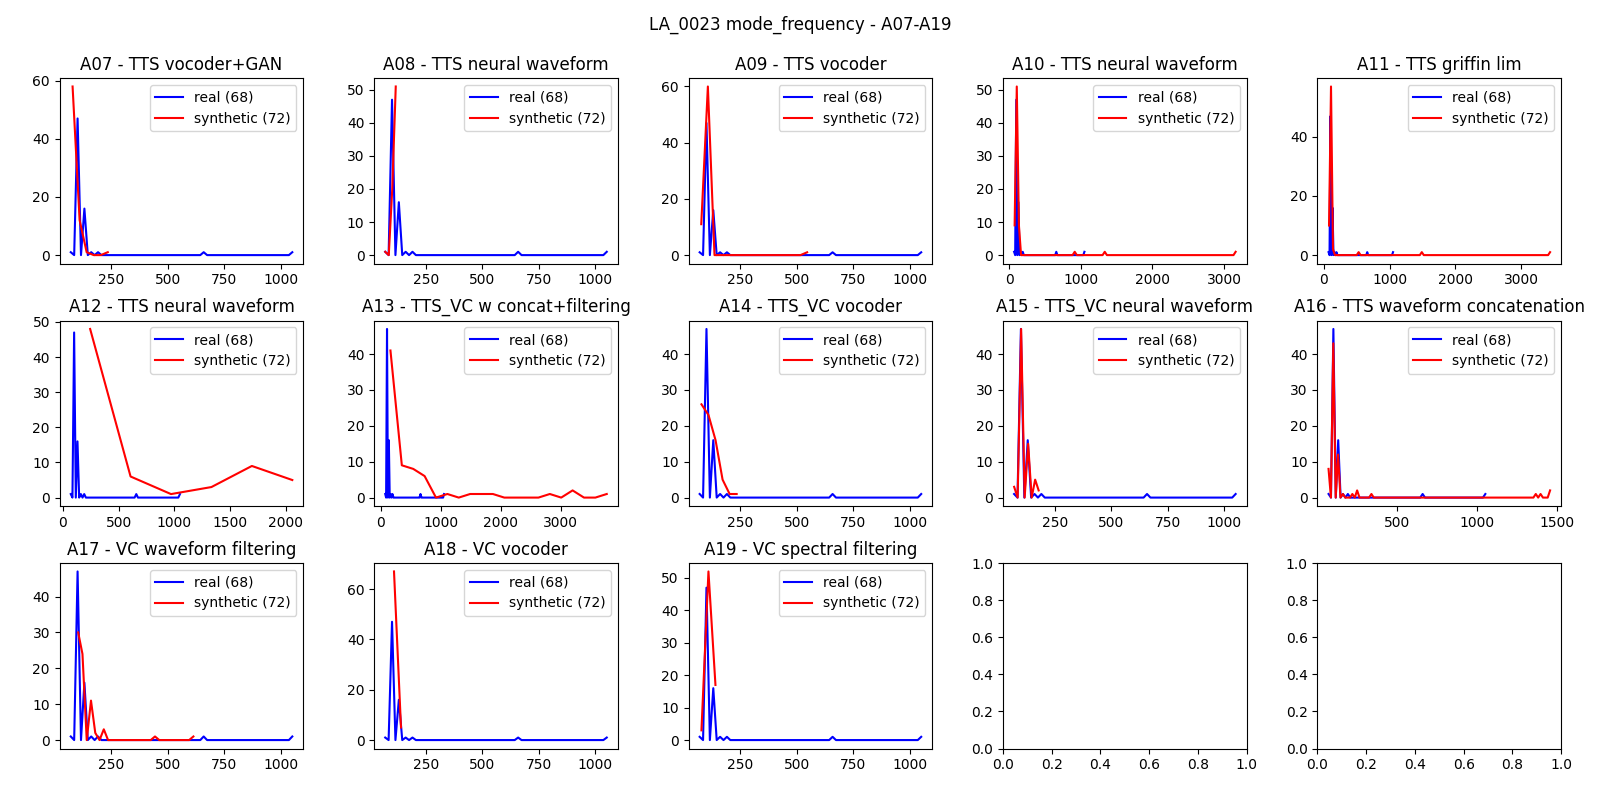 LA_0023 mode_frequency - A07-A19
A07 - TTS vocoder+GAN
60
40
20
0
250 500 750 1000
real (68)
synthetic (72)
A08 - TTS neural waveform
50
40
30
20
10
0
250 500 750 1000
real (68)
synthetic (72)
A09 - TTS vocoder
60
40
20
0
250 500 750 1000
real (68)
synthetic (72)
A10 - TTS neural waveform
50
40
30
20
10
0
0 1000 2000 3000
real (68)
synthetic (72)
A11 - TTS griffin lim
40
20
0
0 1000 2000 3000
real (68)
synthetic (72)
A12 - TTS neural waveform
50
40
30
20
10
0
0 500 1000 1500 2000
real (68)
synthetic (72)
A13 - TTS_VC w concat+filtering
40
30
20
10
0
0 1000 2000 3000
real (68)
synthetic (72)
A14 - TTS_VC vocoder
40
30
20
10
0
250 500 750 1000
real (68)
synthetic (72)
A15 - TTS_VC neural waveform
40
30
20
10
0
250 500 750 1000
real (68)
synthetic (72)
A16 - TTS waveform concatenation
40
30
20
10
0
500 1000 1500
real (68)
synthetic (72)
A17 - VC waveform filtering
40
30
20
10
0
250 500 750 1000
real (68)
synthetic (72)
A18 - VC vocoder
60
40
20
0
250 500 750 1000
real (68)
synthetic (72)
A19 - VC spectral filtering
50
40
30
20
10
0
250 500 750 1000
real (68)
synthetic (72)
1.0
0.8
0.6
0.4
0.2
0.0
0.0 0.2 0.4 0.6 0.8 1.0
1.0
0.8
0.6
0.4
0.2
0.0
0.0 0.2 0.4 0.6 0.8 1.0